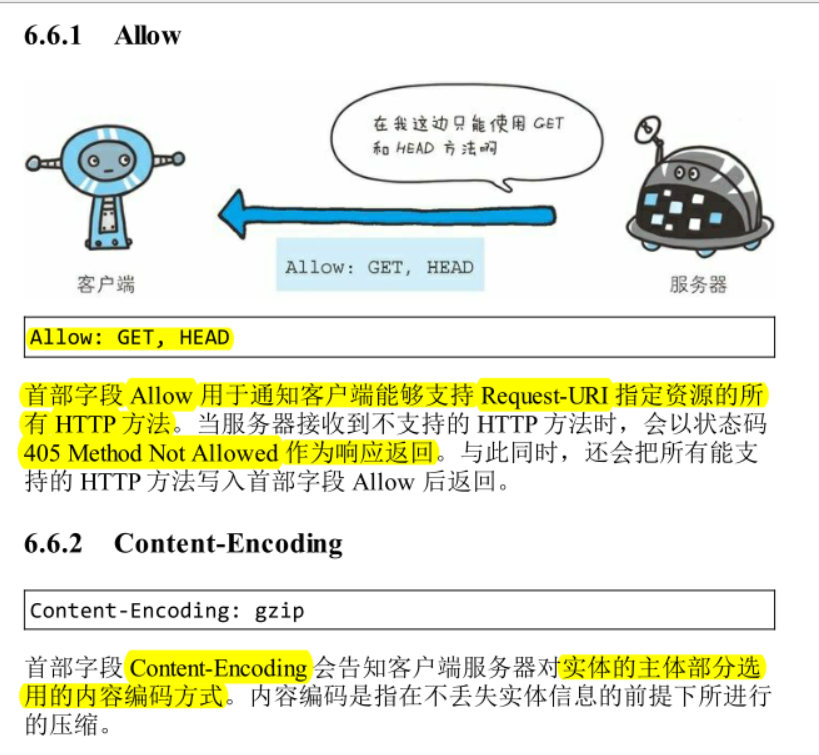 6.6.1 Allow
在我这边只能使用 GET
和 HEAD 方法啊
Allow: GET, HEAD
客户端
服务器
Allow: GET, HEAD
首部字段 Allow 用于通知客户端能够支持 Request-URI 指定资源的所
有 HTTP 方法。当服务器接收到不支持的 HTTP 方法时，会以状态码
405 Method Not Allowed 作为响应返回。与此同时，还会把所有能支
持的 HTTP 方法写入首部字段 Allow 后返回。
6.6.2 Content-Encoding
Content-Encoding: gzip
首部字段 Content-Encoding 会告知客户端服务器对实体的主体部分选
用的内容编码方式。内容编码是指在不丢失实体信息的前提下所进行
的压缩。